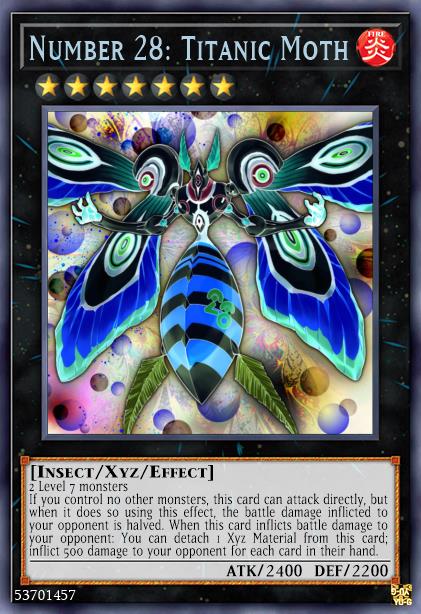 Number 28: Titanic Moth
FIRE
炎
28
[Insect/Xyz/Effect]
2 Level 7 monsters
If you control no other monsters, this card can attack directly, but
when it does so using this effect, the battle damage inflicted to
your opponent is halved. When this card inflicts battle damage to
your opponent: You can detach 1 Xyz Material from this card;
inflict 500 damage to your opponent for each card in their hand.
ATK/2400 DEF/2200
53701457